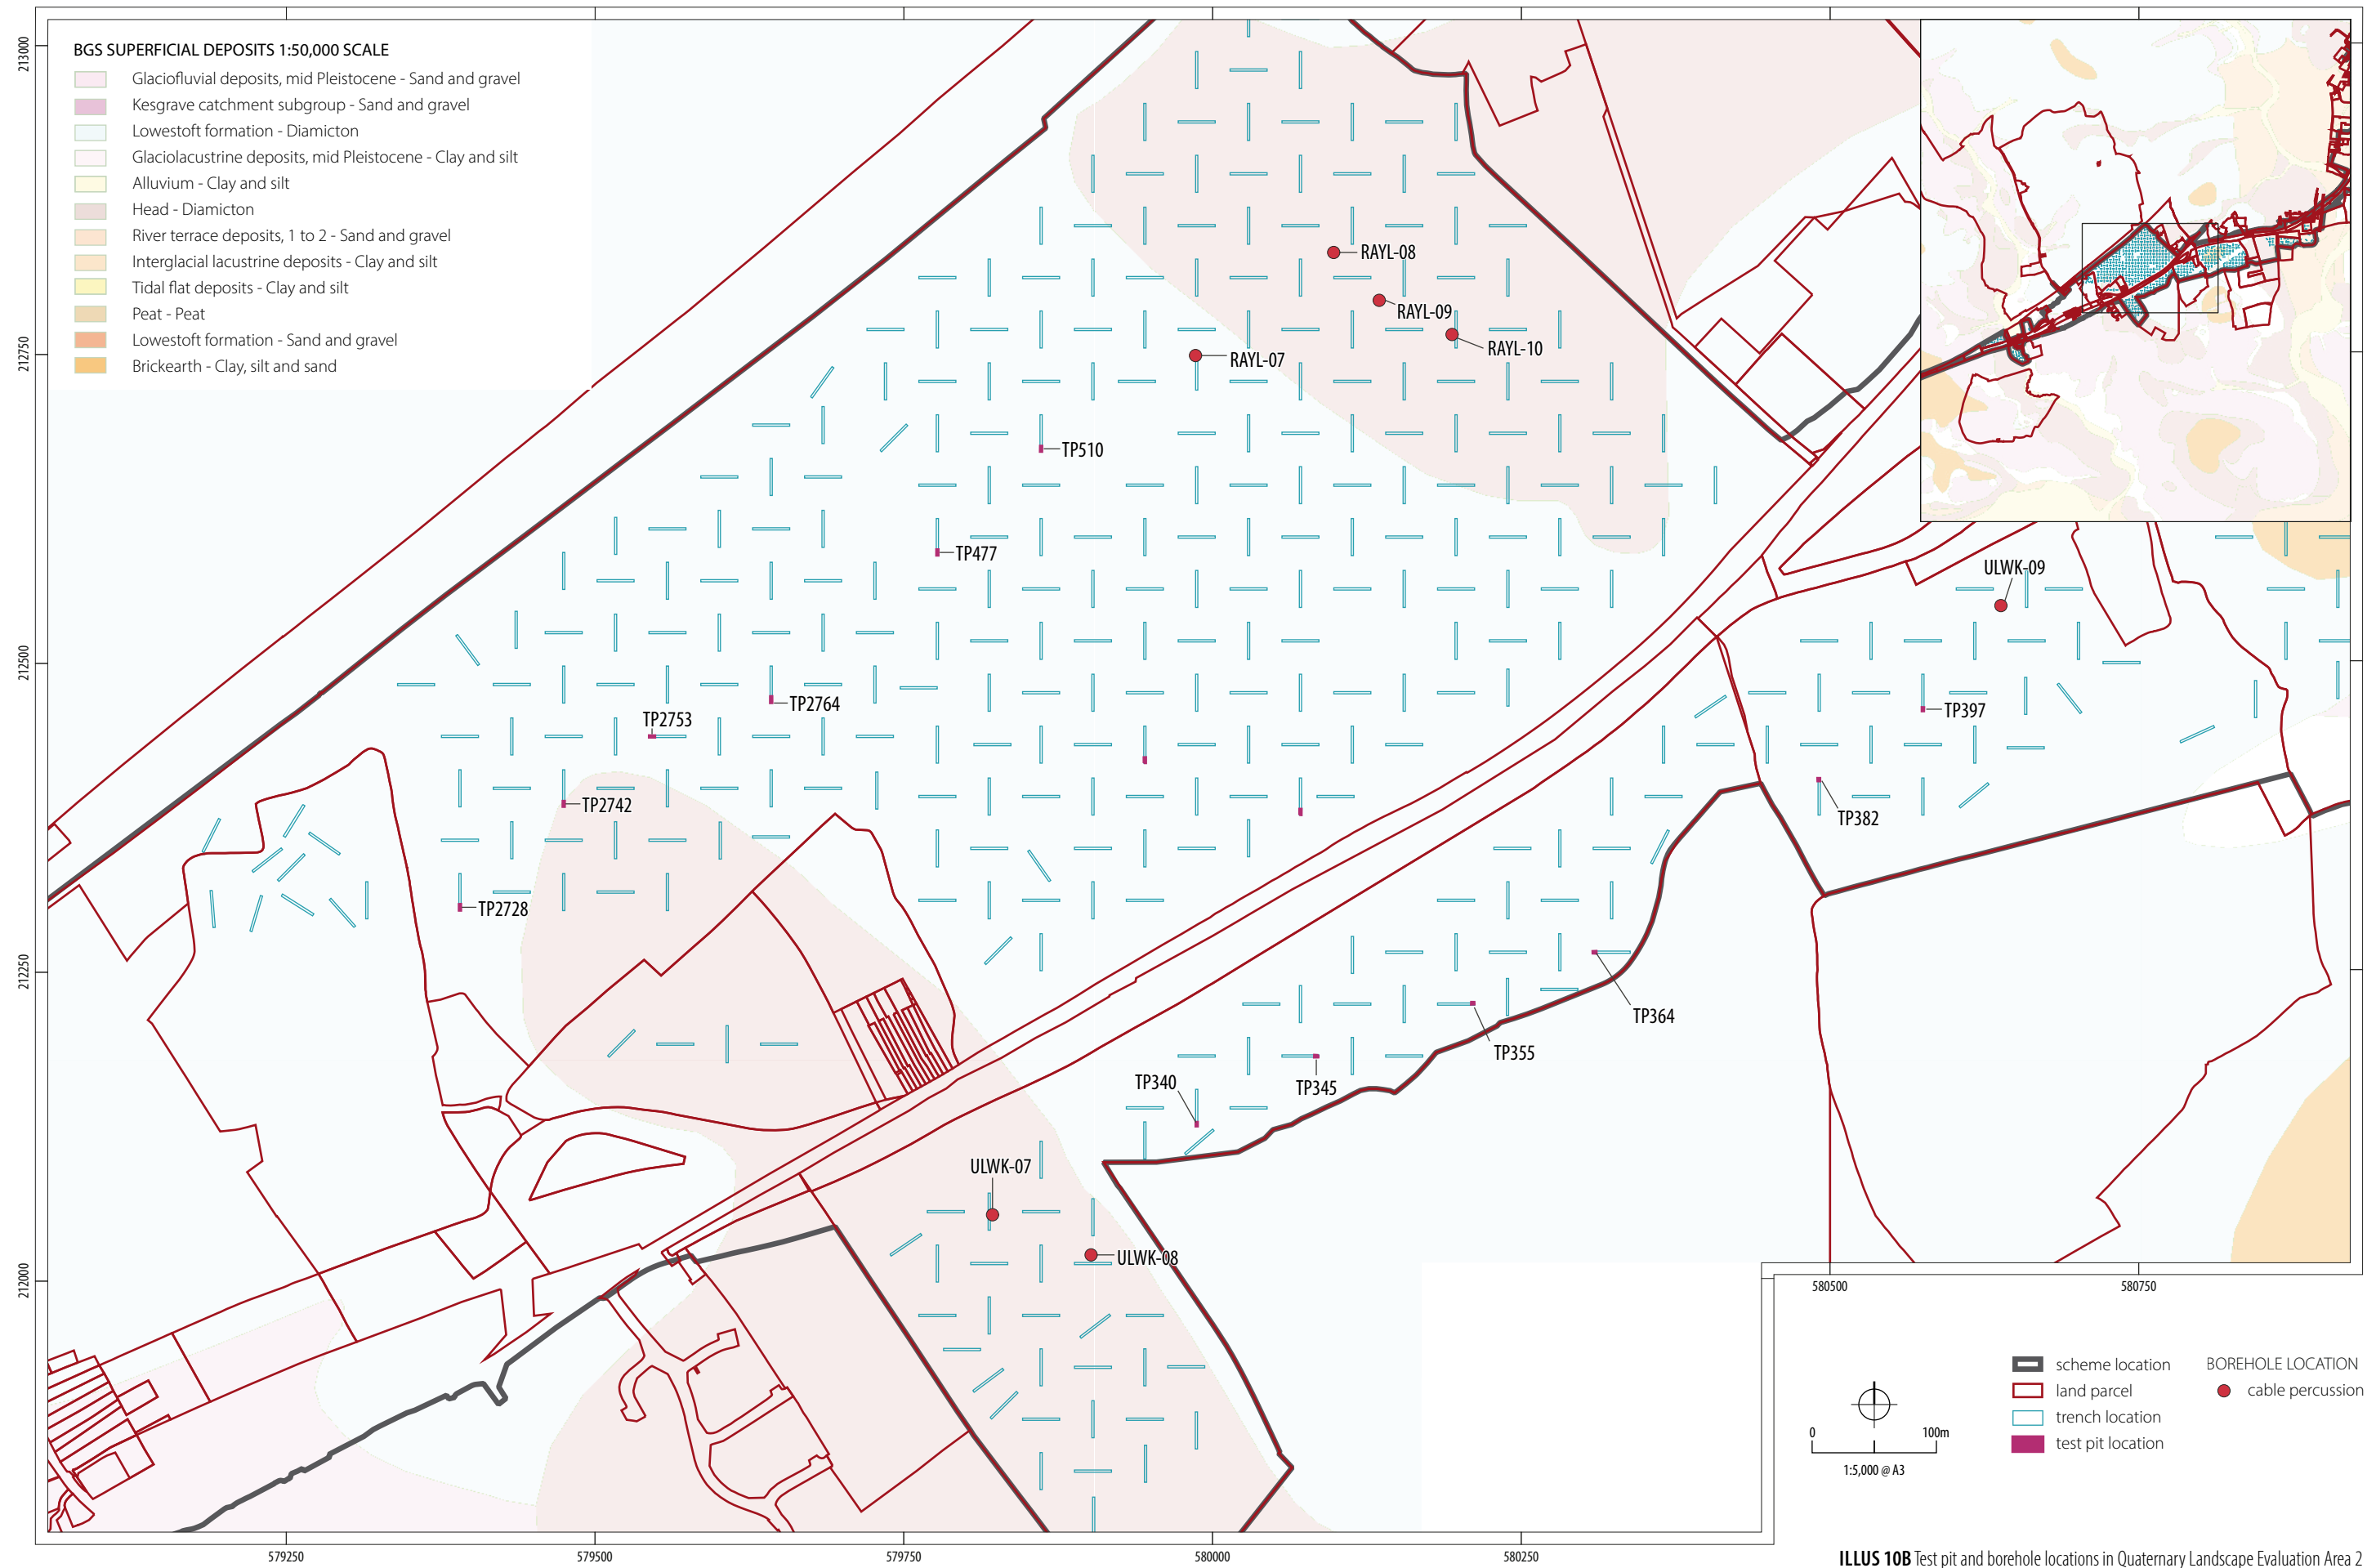 BGS SUPERFICIAL DEPOSITS 1:50,000 SCALE
Glaciofluvial deposits, mid Pleistocene - Sand and gravel
Kesgrave catchment subgroup - Sand and gravel
Lowestoft formation - Diamicton
Glaciolacustrine deposits, mid Pleistocene - Clay and silt
Alluvium - Clay and silt
Head - Diamicton
River terrace deposits, 1 to 2 - Sand and gravel
Interglacial lacustrine deposits - Clay and silt
Tidal flat deposits - Clay and silt
Peat - Peat
Lowestoft formation - Sand and gravel
Brickearth - Clay, silt and sand
213000
212750
212500
212250
212000
RAYL-08
RAYL-09
RAYL-10
RAYL-07
TP510
TP477
ULWK-09
TP2764
TP2753
TP397
TP2742
TP382
TP2728
TP364
TP355
TP340
TP345
ULWK-07
ULWK-08
580500
580750
scheme location
land parcel
trench location
test pit location
BOREHOLE LOCATION
cable percussion
0
100m
1:5,000 @ A3
579250
579500
579750
580000
580250
ILLUS 10B Test pit and borehole locations in Quaternary Landscape Evaluation Area 2